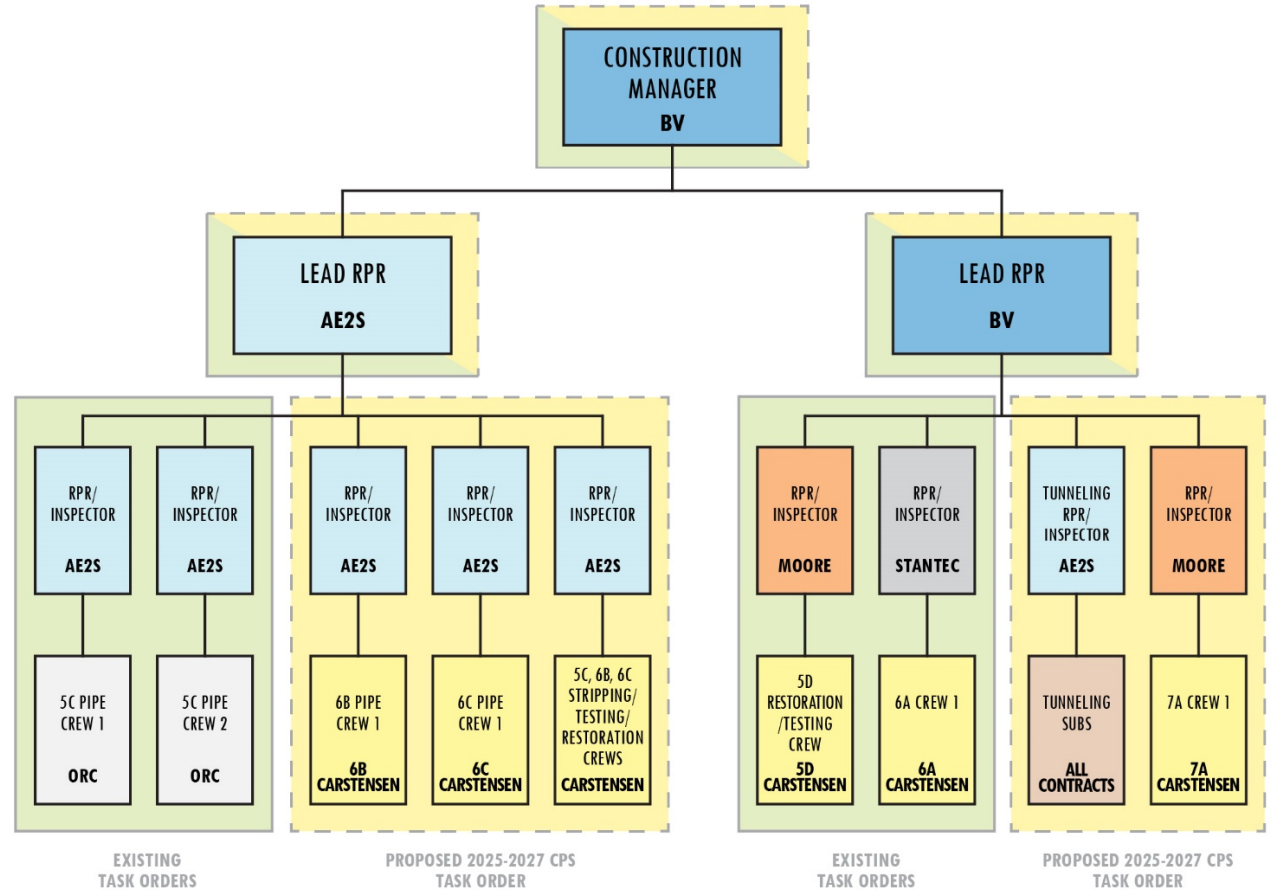 CONSTRUCTION
MANAGER
BV
LEAD RPR
AE2S
LEAD RPR
BV
RPR/
INSPECTOR
AE2S
RPR/
INSPECTOR
AE2S
RPR/
INSPECTOR
AE2S
RPR/
INSPECTOR
AE2S
RPR/
INSPECTOR
AE2S
RPR/
INSPECTOR
MOORE
RPR/
INSPECTOR
STANTEC
TUNNELING
RPR/
INSPECTOR
AE2S
RPR/
INSPECTOR
MOORE
5C PIPE
CREW 1
ORC
5C PIPE
CREW 2
ORC
6B PIPE
CREW 1
6B
CARSTENSEN
6C PIPE
CREW 1
6C
CARSTENSEN
5C, 6B, 6C
STRIPPING/
TESTING/
RESTORATION
CREWS
CARSTENSEN
5D
RESTORATION
/TESTING
CREW
5D
CARSTENSEN
6A CREW 1
6A
CARSTENSEN
TUNNELING
SUBS
ALL
CONTRACTS
7A CREW 1
7A
CARSTENSEN
EXISTING
TASK ORDERS
PROPOSED 2025-2027 CPS
TASK ORDER
EXISTING
TASK ORDERS
PROPOSED 2025-2027 CPS
TASK ORDER